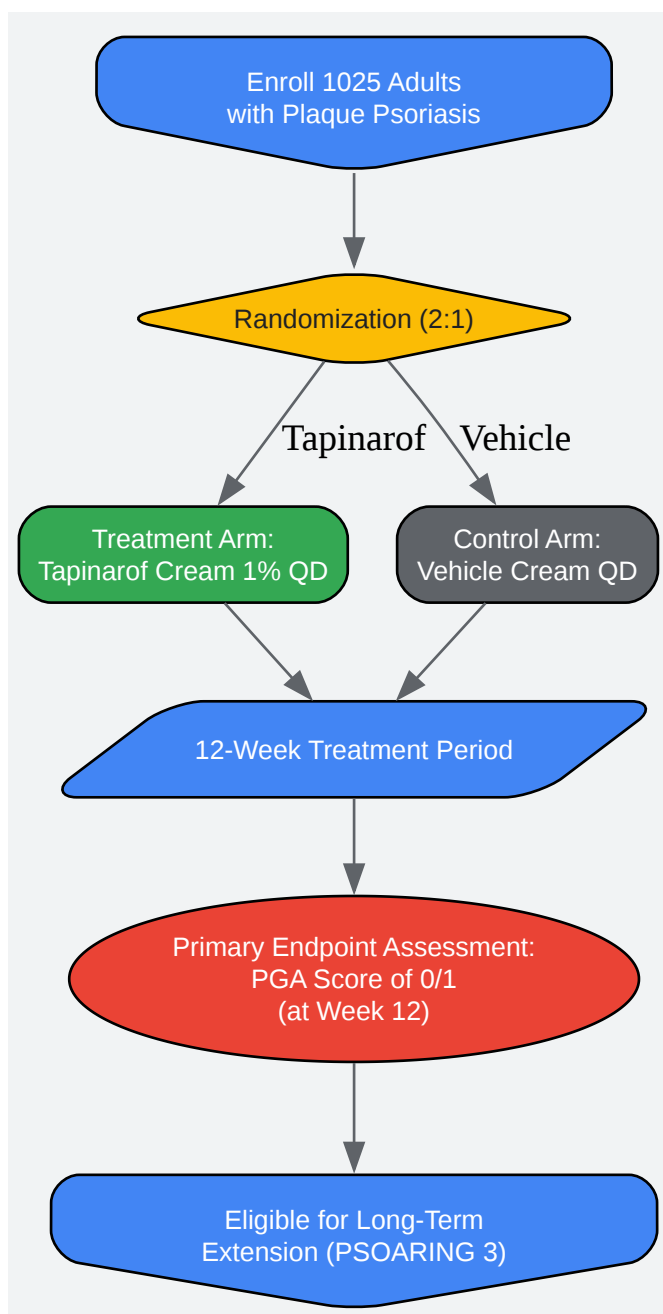 Enroll 1025 Adults
with Plaque Psoriasis
Randomization (2:1)
Tapinarof
Vehicle
Treatment Arm:
Tapinarof Cream 1% QD
Control Arm:
Vehicle Cream QD
12-Week Treatment Period
Primary Endpoint Assessment:
PGA Score of 0/1
(at Week 12)
Eligible for Long-Term
Extension (PSOARING 3)